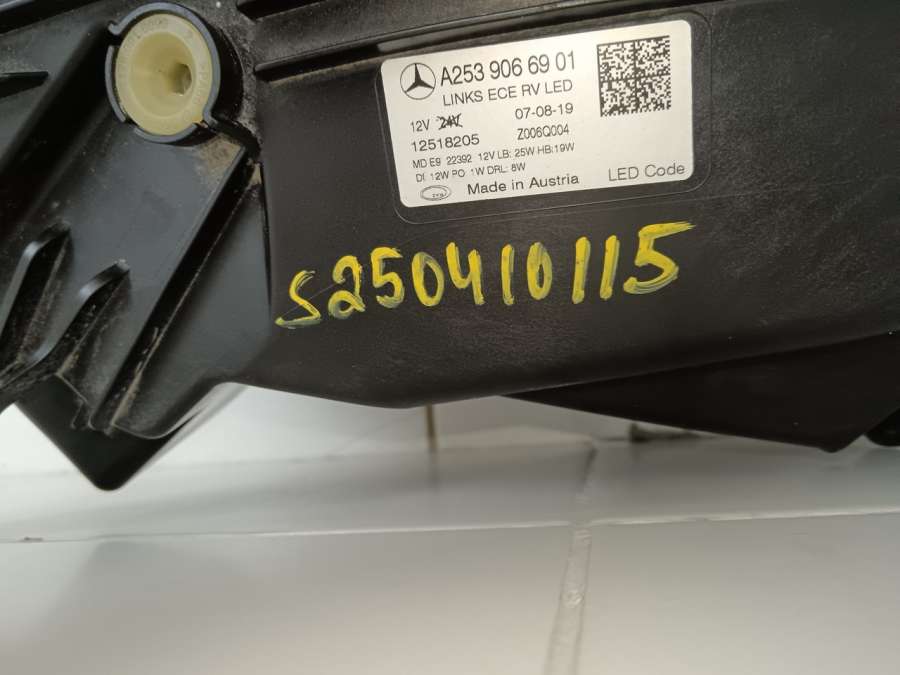 A253 906 69 01
LINKS ECE RV LED
12V 24V 07-08-19
12518205 Z006Q004
MD E9 22392 12V LB: 25W HB:19W
DI: 12W PO: 1W DRL: 8W
Made in Austria LED Code
S250410115